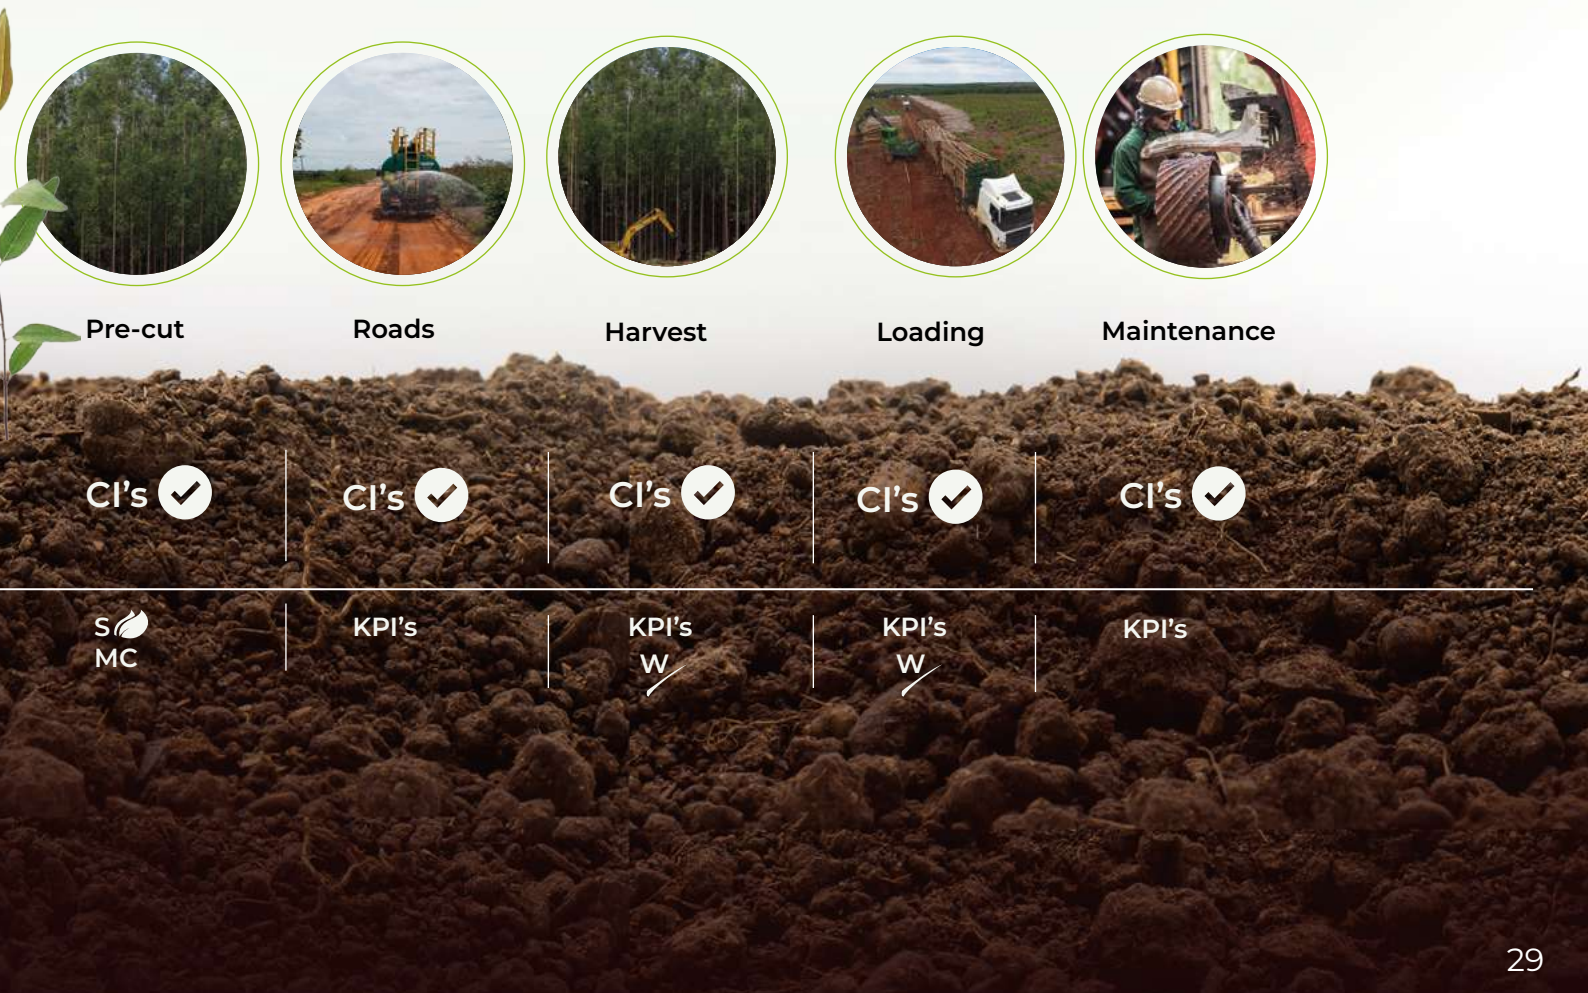 Pre-cut
Roads
Harvest
Loading
Maintenance
CI's
CI's
CI's
CI's
CI's
S
MC
KPI's
KPI's
W
KPI's
W
KPI's
29